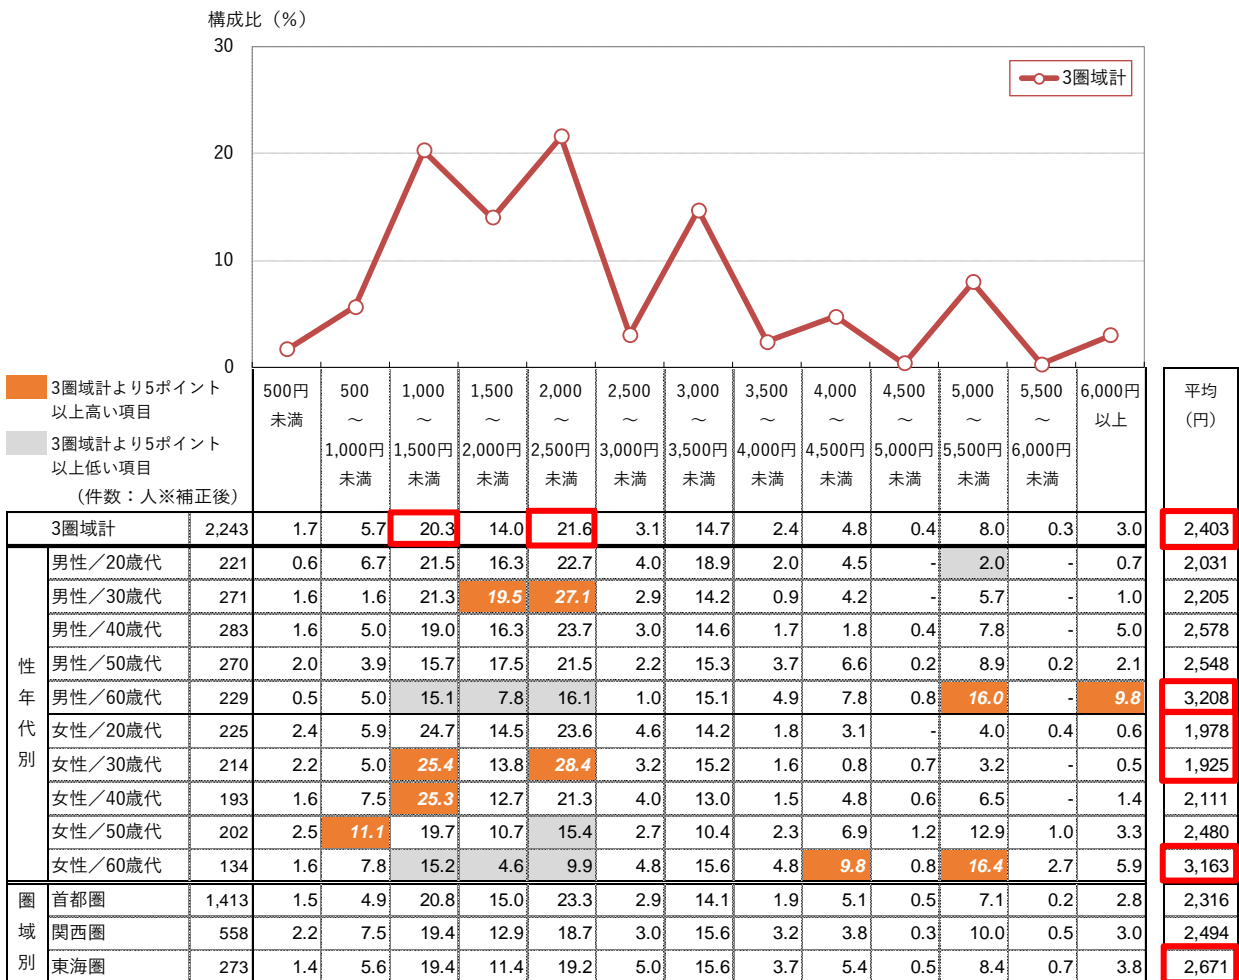 構成比（%）
30
20
10
0
3圏域計
3圏域計より5ポイント
以上高い項目
3圏域計より5ポイント
以上低い項目
（件数：人※補正後）
500円 500 1,000 1,500 2,000 2,500 3,000 3,500 4,000 4,500 5,000 5,500 6,000円 平均
未満 ～ ～ ～ ～ ～ ～ ～ ～ ～ ～ ～ 以上 （円）
1,000円 1,500円 2,000円 2,500円 3,000円 3,500円 4,000円 4,500円 5,000円 5,500円 6,000円
未満 未満 未満 未満 未満 未満 未満 未満 未満 未満 未満
3圏域計 2,243 1.7 5.7 20.3 14.0 21.6 3.1 14.7 2.4 4.8 0.4 8.0 0.3 3.0 2,403
性年代別
男性／20歳代 221 0.6 6.7 21.5 16.3 22.7 4.0 18.9 2.0 4.5 - 2.0 - 0.7 2,031
男性／30歳代 271 1.6 1.6 21.3 19.5 27.1 2.9 14.2 0.9 4.2 - 5.7 - 1.0 2,205
男性／40歳代 283 1.6 5.0 19.0 16.3 23.7 3.0 14.6 1.7 1.8 0.4 7.8 - 5.0 2,578
男性／50歳代 270 2.0 3.9 15.7 17.5 21.5 2.2 15.3 3.7 6.6 0.2 8.9 0.2 2.1 2,548
男性／60歳代 229 0.5 5.0 15.1 7.8 16.1 1.0 15.1 4.9 7.8 0.8 16.0 - 9.8 3,208
女性／20歳代 225 2.4 5.9 24.7 14.5 23.6 4.6 14.2 1.8 3.1 - 4.0 0.4 0.6 1,978
女性／30歳代 214 2.2 5.0 25.4 13.8 28.4 3.2 15.2 1.6 0.8 0.7 3.2 - 0.5 1,925
女性／40歳代 193 1.6 7.5 25.3 12.7 21.3 4.0 13.0 1.5 4.8 0.6 6.5 - 1.4 2,111
女性／50歳代 202 2.5 11.1 19.7 10.7 15.4 2.7 10.4 2.3 6.9 1.2 12.9 1.0 3.3 2,480
女性／60歳代 134 1.6 7.8 15.2 4.6 9.9 4.8 15.6 4.8 9.8 0.8 16.4 2.7 5.9 3,163
圏域別
首都圏 1,413 1.5 4.9 20.8 15.0 23.3 2.9 14.1 1.9 5.1 0.5 7.1 0.2 2.8 2,316
関西圏 558 2.2 7.5 19.4 12.9 18.7 3.0 15.6 3.2 3.8 0.3 10.0 0.5 3.0 2,494
東海圏 273 1.4 5.6 19.4 11.4 19.2 5.0 15.6 3.7 5.4 0.5 8.4 0.7 3.8 2,671